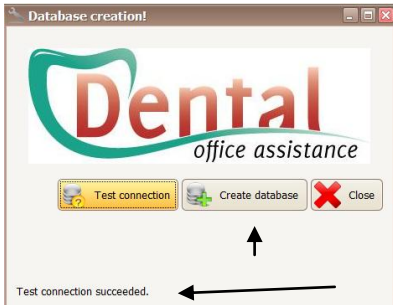 Database creation!
Dental
office assistance
Test connection Create database Close
Test connection succeeded.